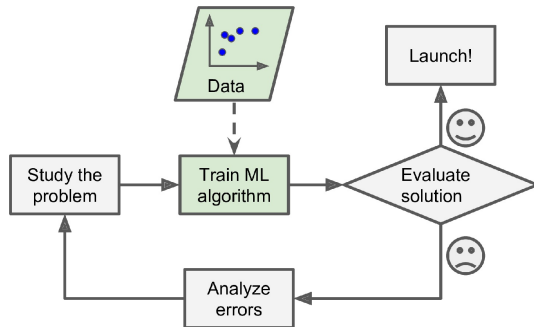 Data
Launch!
Study the
problem
Train ML
algorithm
Evaluate
solution
Analyze
errors